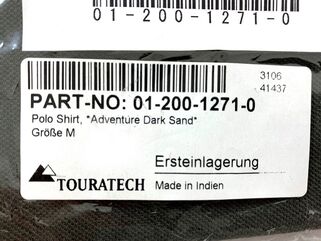 01-200-1271-0
3106
41437
PART-NO: 01-200-1271-0
Polo Shirt, *Adventure Dark Sand*
Größe M
Ersteinlagerung
TOURATECH
Made in Indien